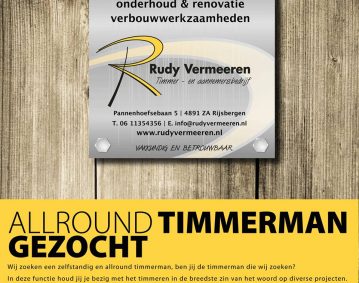 onderhoud & renovatie
verbouwwerkzaamheden
Rudy Vermeeren
Timmer - en aannemersbedrijf
Pannenhoefsebaan 5 | 4891 ZA Rijsbergen
T. 06 11354356 | E. info@rudyvermeeren.nl
www.rudyvermeeren.nl
VAKKUNDIG EN BETROUWBAAR
ALLROUND TIMMERMAN
GEZOCHT
Wij zoeken een zelfstandig en allround timmerman, ben jij de timmerman die wij zoeken?
In deze functie houd jij je bezig met het timmeren in de breedste zin van het woord op diverse projecten.